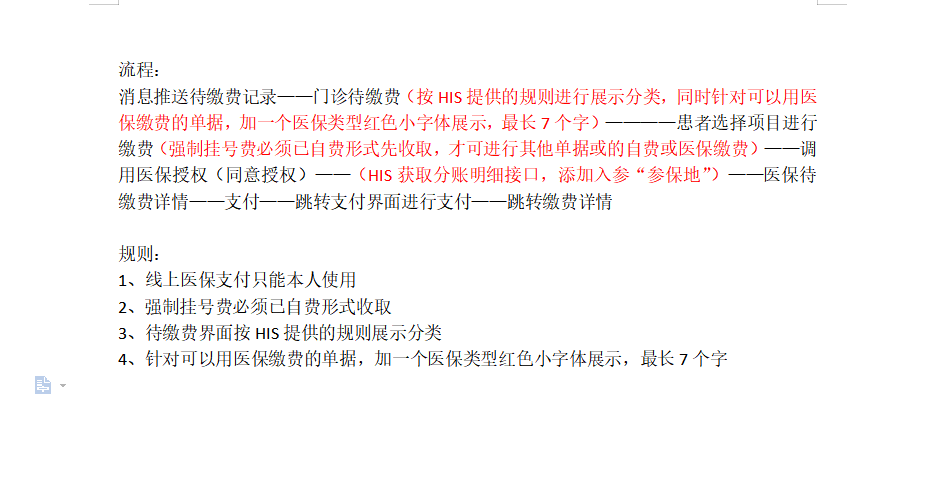 流程：
消息推送待缴费记录——门诊待缴费（按 HIS 提供的规则进行展示分类，同时针对可以用医
保缴费的单据，加一个医保类型红色小字体展示，最长 7 个字）————患者选择项目进行
缴费（强制挂号费必须已自费形式先收取，才可进行其他单据或的自费或医保缴费）——调
用医保授权（同意授权）——（HIS 获取分账明细接口，添加入参“参保地”）——医保待
缴费详情——支付——跳转支付界面进行支付——跳转缴费详情
规则：
1、线上医保支付只能本人使用
2、强制挂号费必须已自费形式收取
3、待缴费界面按 HIS 提供的规则展示分类
4、针对可以用医保缴费的单据，加一个医保类型红色小字体展示，最长 7 个字